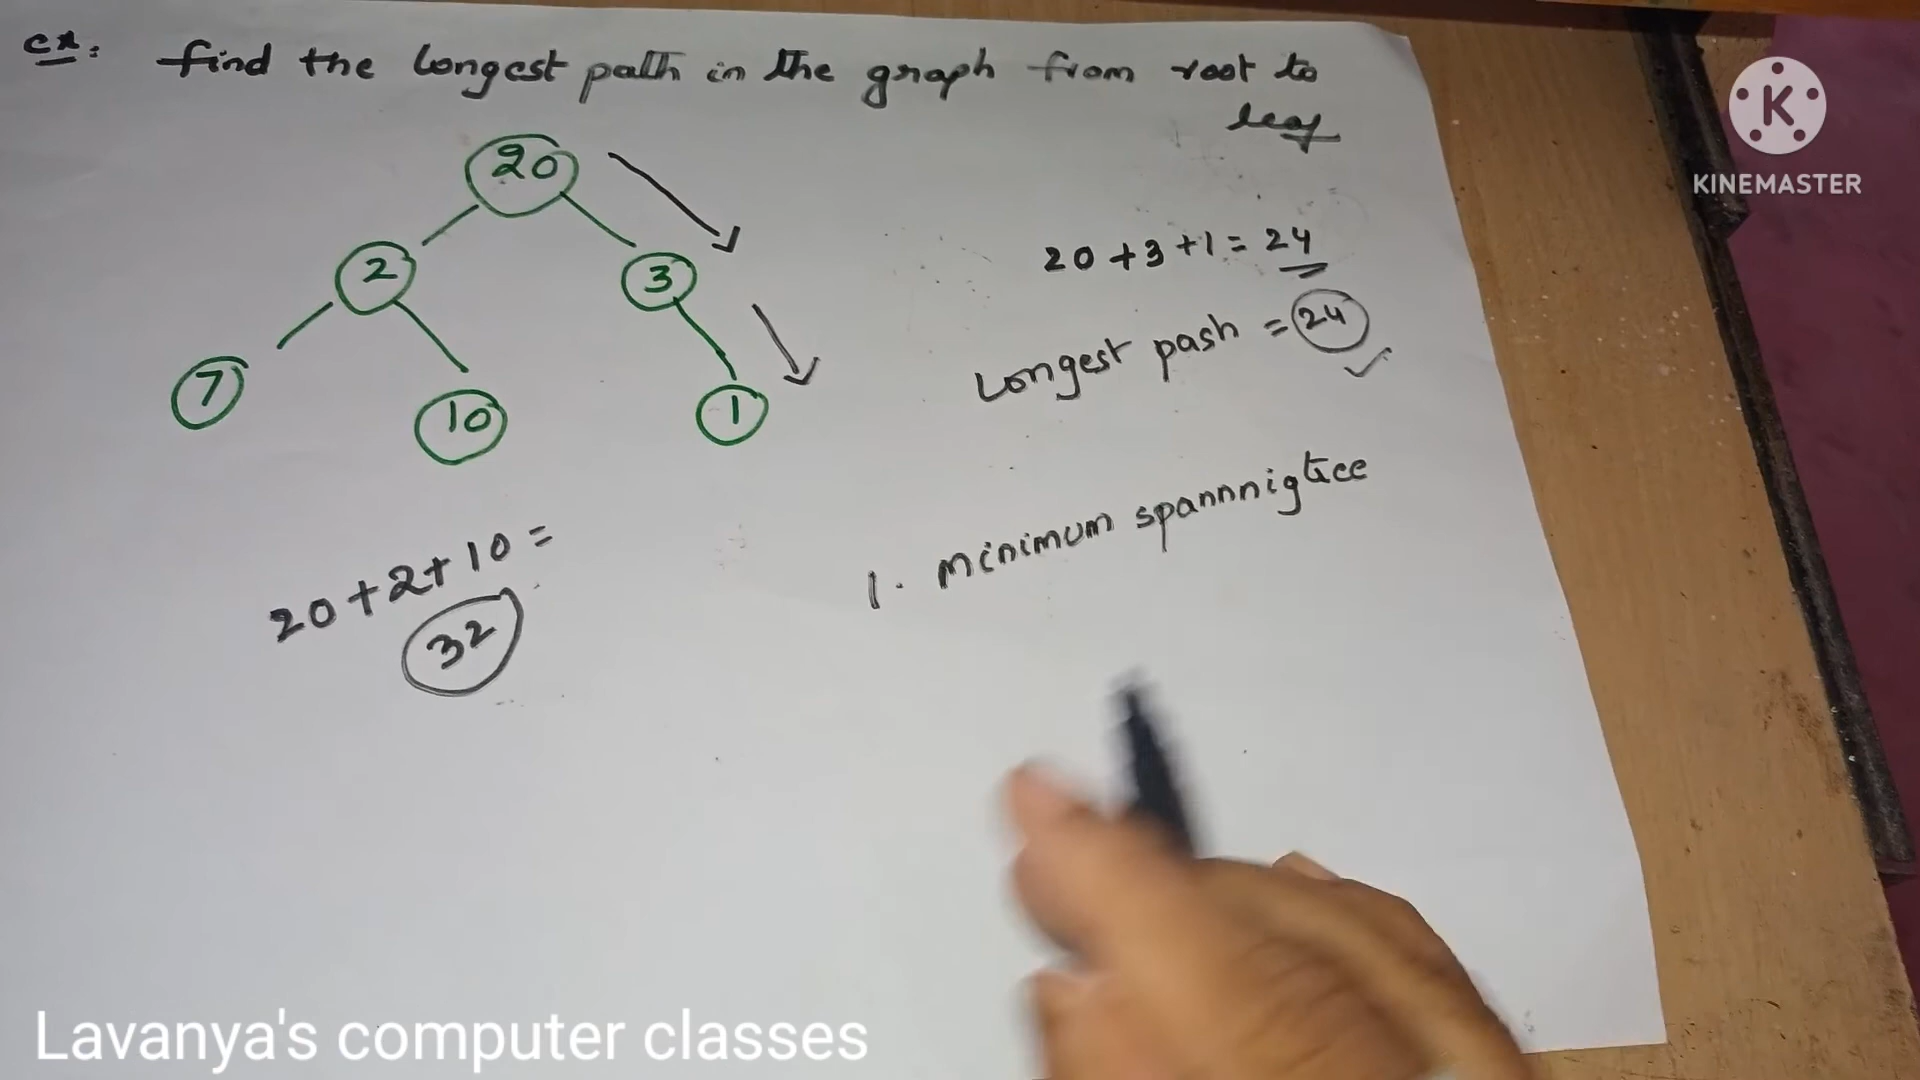 ex: find the longest path in the graph from root to
leaf
20
2
3
7
10
1
20+3+1=24
Longest pash = 24
20+2+10=
32
1. minimum spannnigtree
K
KINEMASTER
Lavanya's computer classes